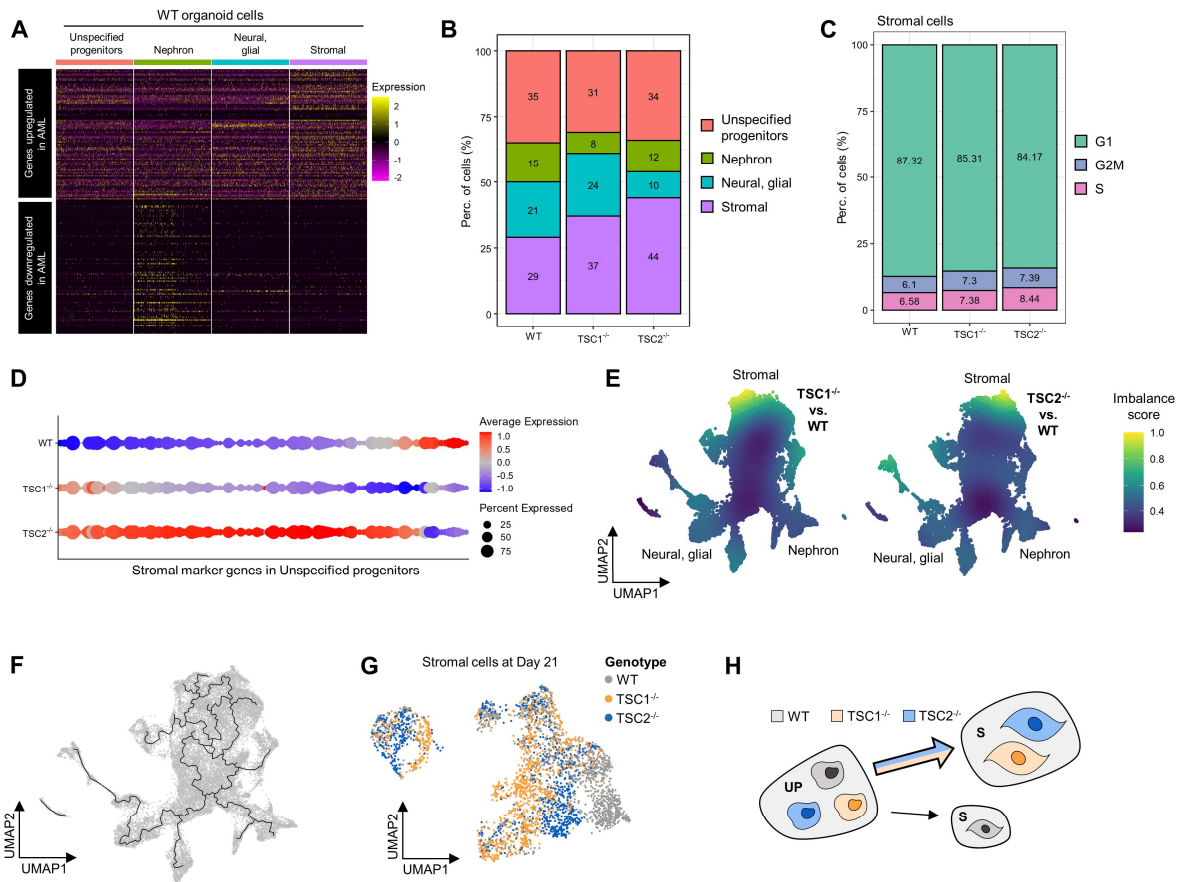 A
WT organoid cells
Unspecified
progenitors
Nephron
Neural,
glial
Stromal
Genes upregulated
in AML
Genes downregulated
in AML
Expression
2
1
0
-1
-2
B
Perc. of cells (%)
100
75
50
25
0
35
15
21
29
31
8
24
37
34
12
10
44
WT
TSC1-/-
TSC2-/-
Unspecified
progenitors
Nephron
Neural, glial
Stromal
C
Stromal cells
Perc. of cells (%)
100
75
50
25
0
87.32
6.1
6.58
85.31
7.3
7.38
84.17
7.39
8.44
WT
TSC1-/-
TSC2-/-
G1
G2M
S
D
WT
TSC1-/-
TSC2-/-
Stromal marker genes in Unspecified progenitors
Average Expression
1.0
0.5
0.0
-0.5
-1.0
Percent Expressed
25
50
75
E
Stromal
TSC1-/-
vs.
WT
Neural, glial
Nephron
UMAP2
UMAP1
Stromal
TSC2-/-
vs.
WT
Neural, glial
Nephron
Imbalance
score
1.0
0.8
0.6
0.4
F
UMAP2
UMAP1
G
Stromal cells at Day 21
Genotype
WT
TSC1-/-
TSC2-/-
UMAP2
UMAP1
H
WT
TSC1-/-
TSC2-/-
UP
S
S